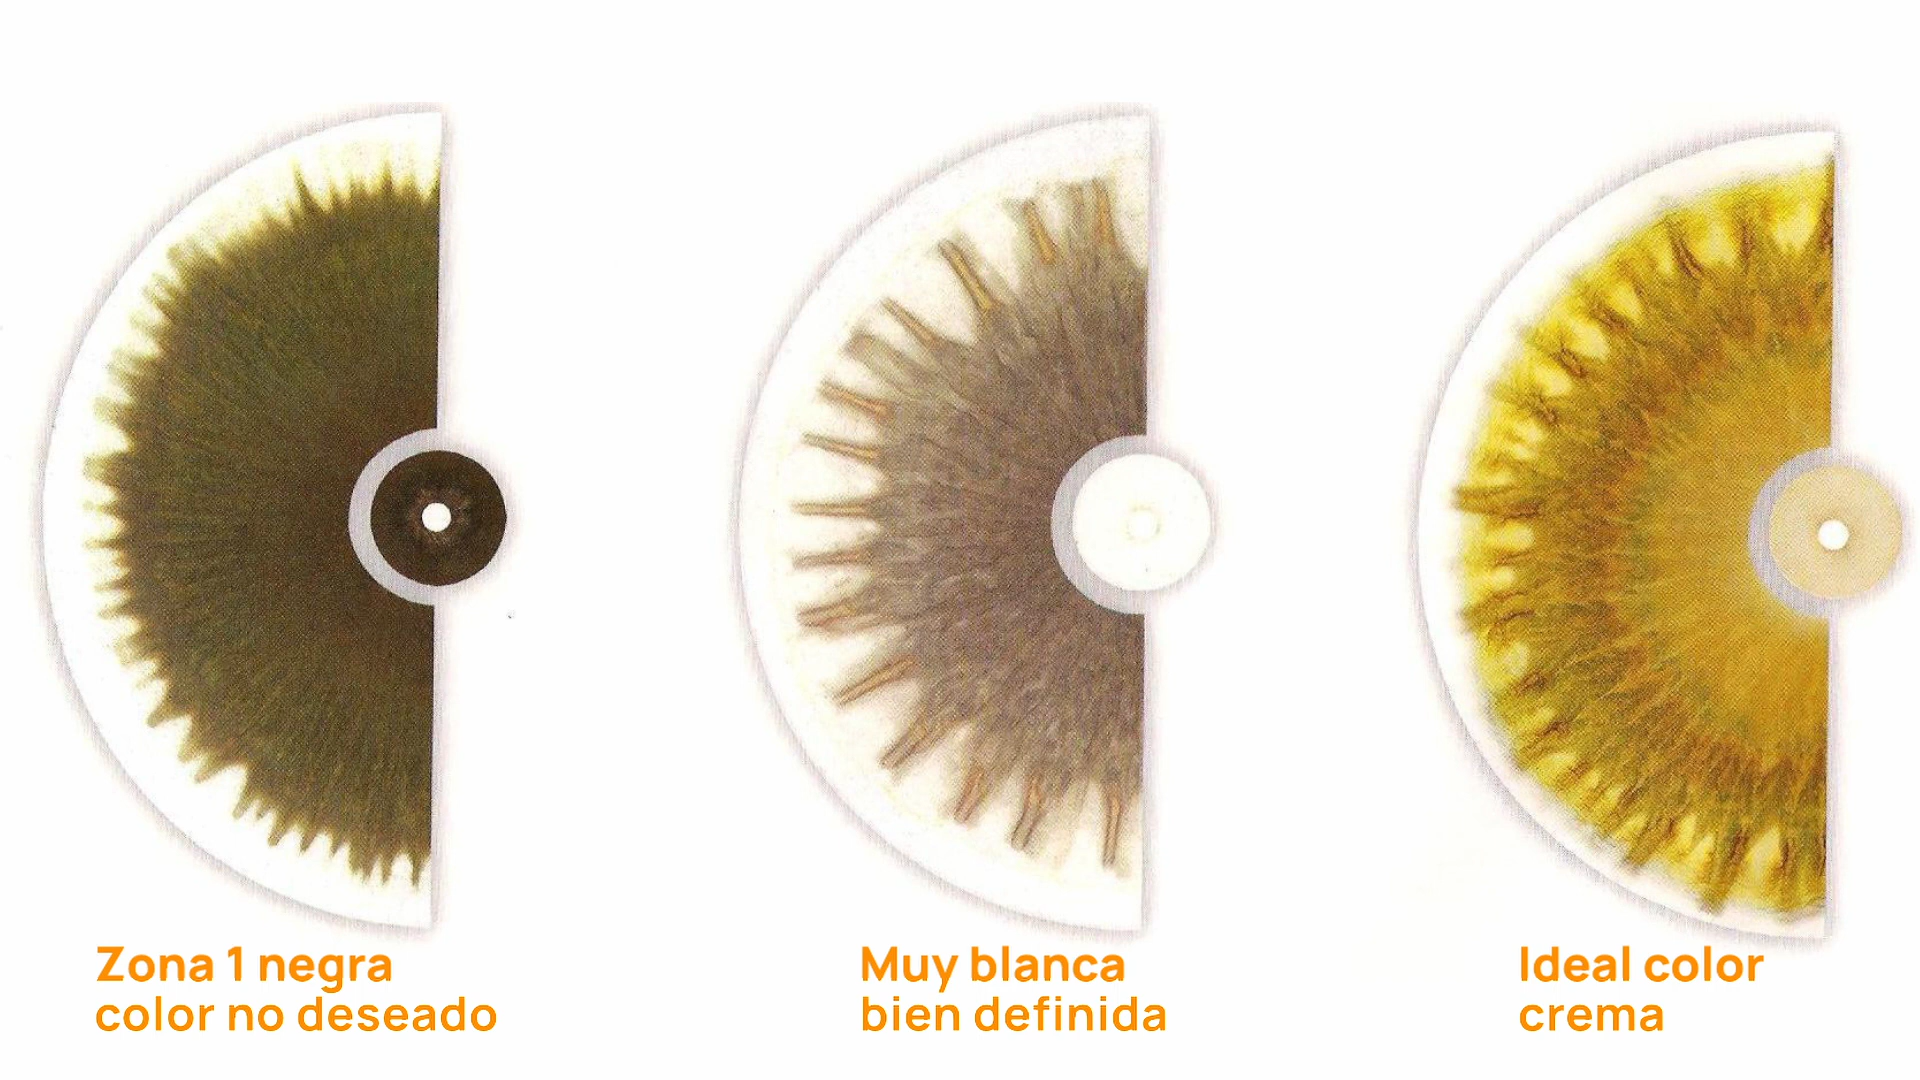 Zona 1 negra
color no deseado
Muy blanca
bien definida
Ideal color
crema